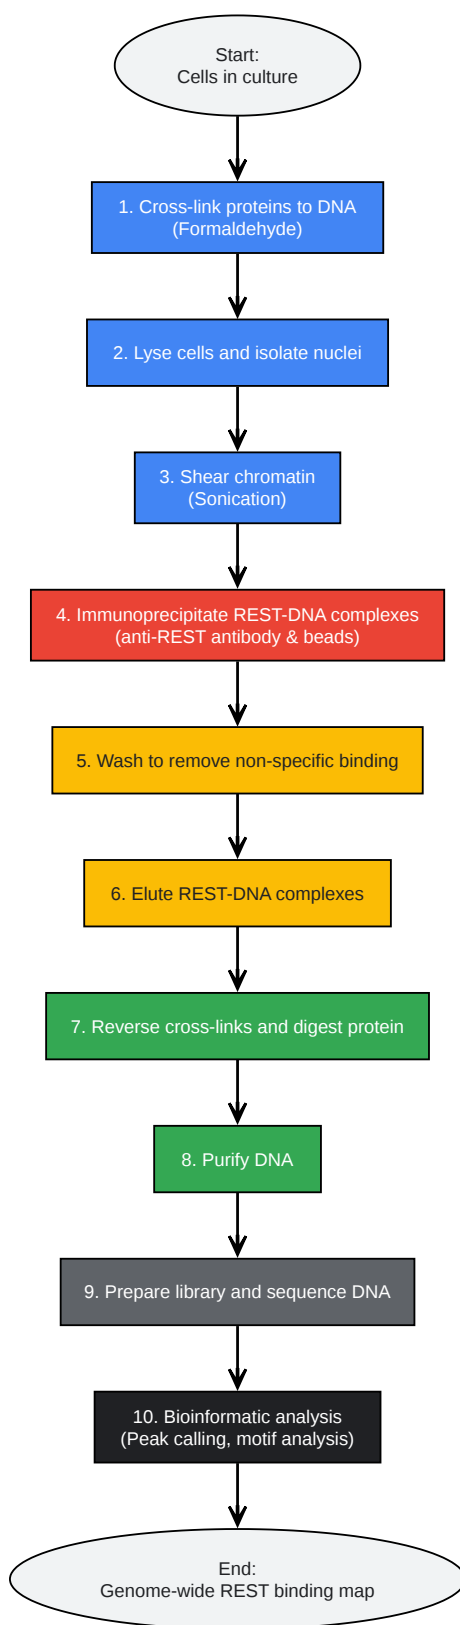 Start:
Cells in culture
1. Cross-link proteins to DNA
(Formaldehyde)
2. Lyse cells and isolate nuclei
3. Shear chromatin
(Sonication)
4. Immunoprecipitate REST-DNA complexes
(anti-REST antibody & beads)
5. Wash to remove non-specific binding
6. Elute REST-DNA complexes
7. Reverse cross-links and digest protein
8. Purify DNA
9. Prepare library and sequence DNA
10. Bioinformatic analysis
(Peak calling, motif analysis)
End:
Genome-wide REST binding map